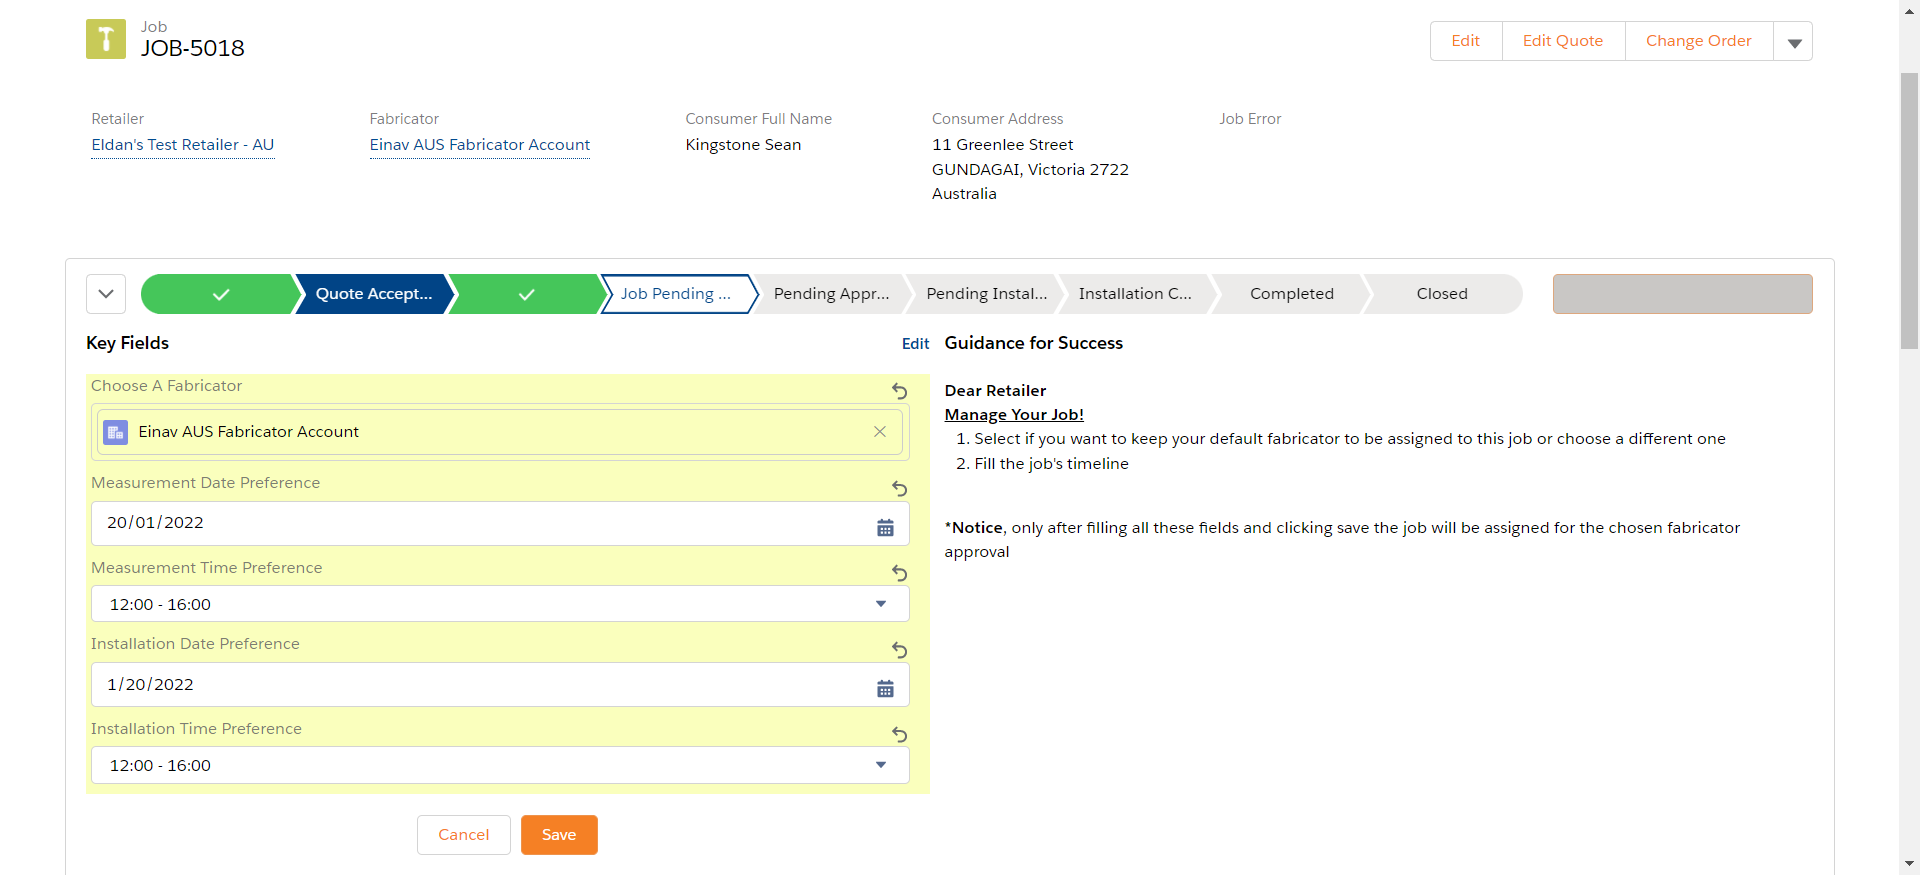 Job
JOB-5018
Edit
Edit Quote
Change Order
Retailer
Eldan's Test Retailer - AU
Fabricator
Einav AUS Fabricator Account
Consumer Full Name
Kingstone Sean
Consumer Address
11 Greenlee Street
GUNDAGAI, Victoria 2722
Australia
Job Error
Quote Accept...
Job Pending ...
Pending Appr...
Pending Instal...
Installation C...
Completed
Closed
Key Fields
Edit
Choose A Fabricator
Einav AUS Fabricator Account
Measurement Date Preference
20/01/2022
Measurement Time Preference
12:00 - 16:00
Installation Date Preference
1/20/2022
Installation Time Preference
12:00 - 16:00
Cancel
Save
Guidance for Success
Dear Retailer
Manage Your Job!
1. Select if you want to keep your default fabricator to be assigned to this job or choose a different one
2. Fill the job's timeline
*Notice, only after filling all these fields and clicking save the job will be assigned for the chosen fabricator
approval